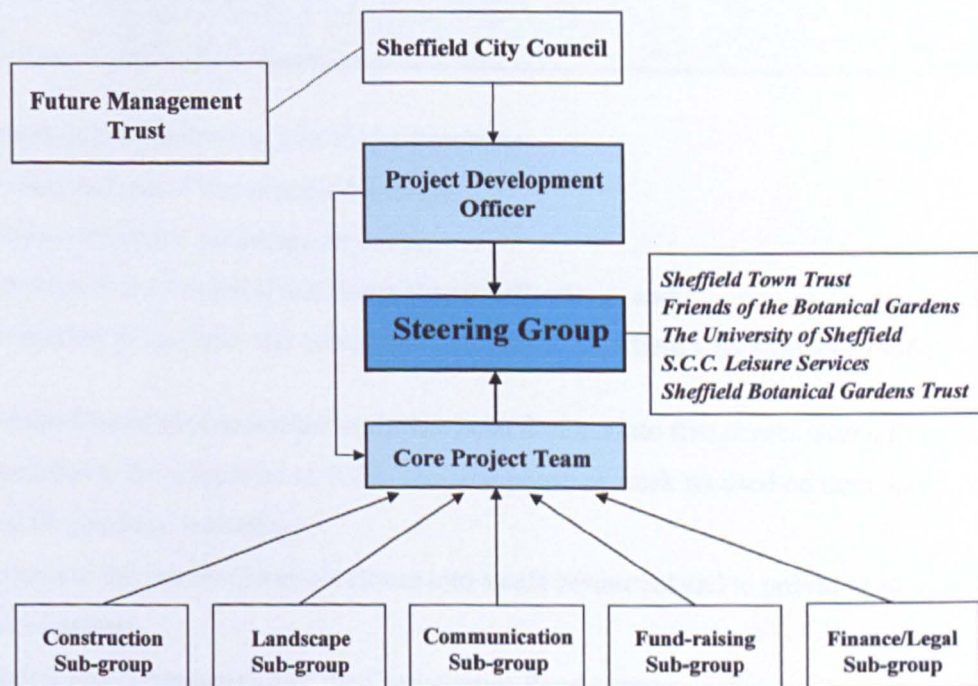 Sheffield City Council
Future Management
Trust
Project Development
Officer
Steering Group
Sheffield Town Trust
Friends of the Botanical Gardens
The University of Sheffield
S.C.C. Leisure Services
Sheffield Botanical Gardens Trust
Core Project Team
Construction
Sub-group
Landscape
Sub-group
Communication
Sub-group
Fund-raising
Sub-group
Finance/Legal
Sub-group